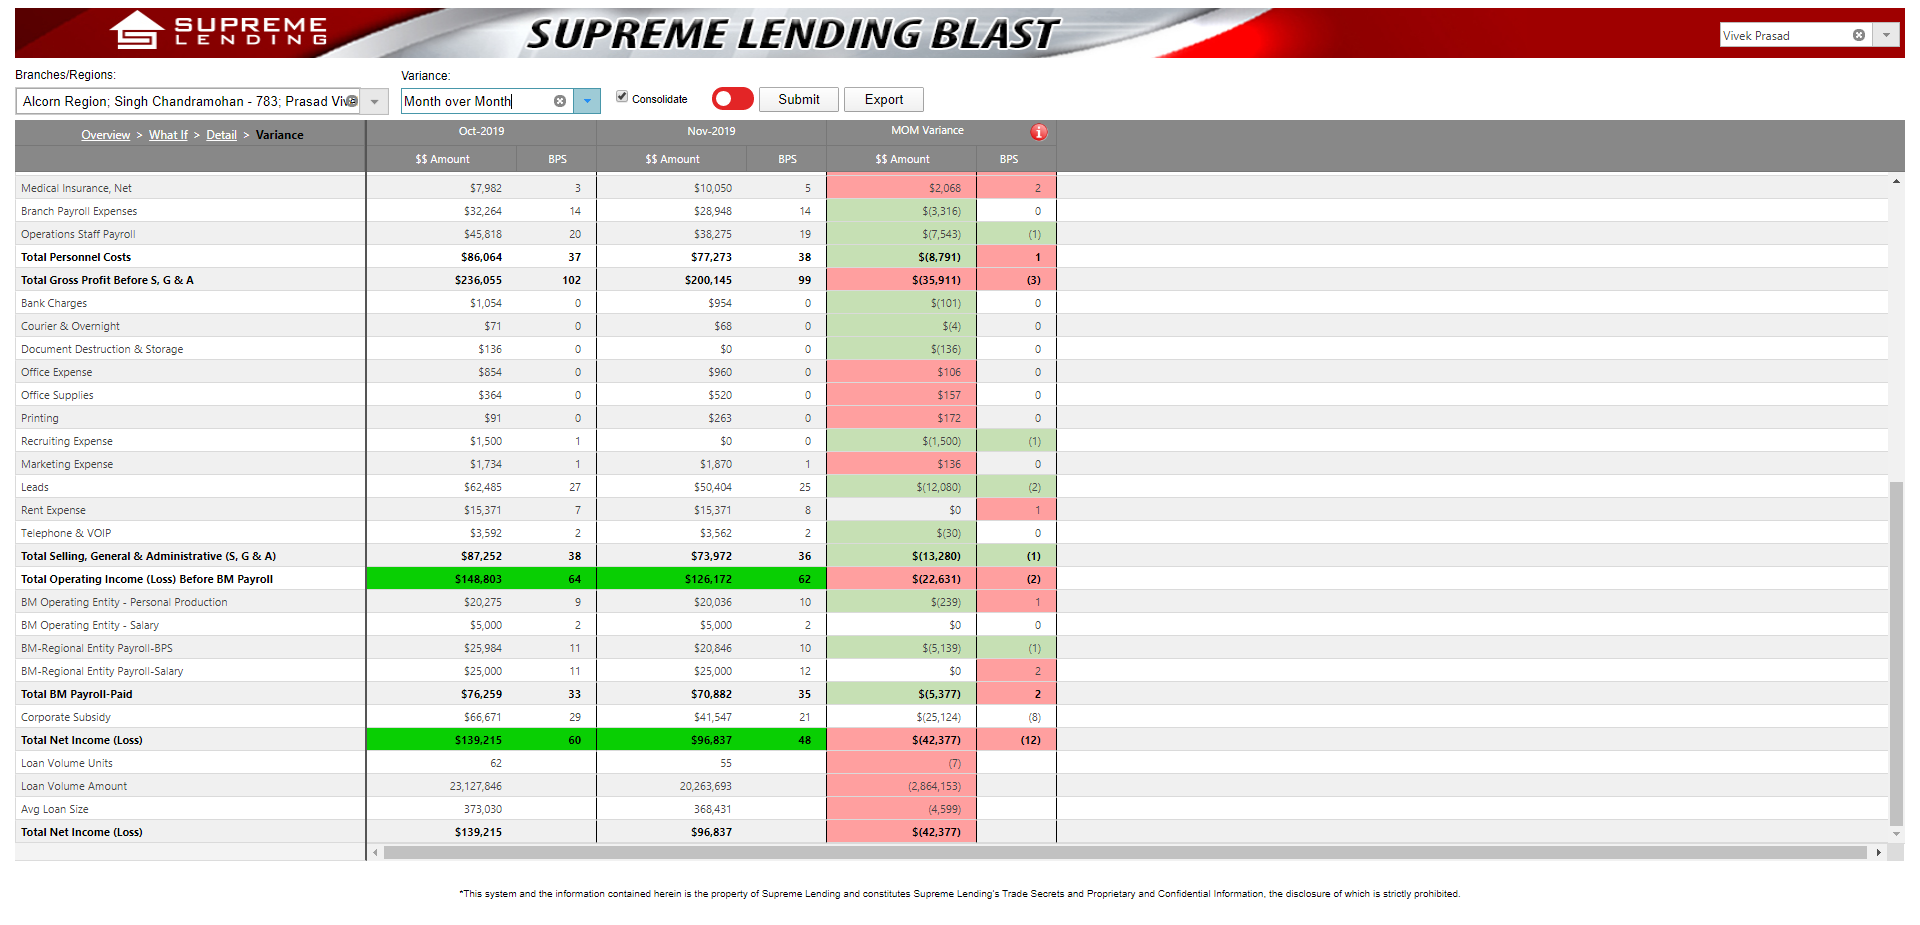 SUPREME LENDING
SUPREME LENDING BLAST
Vivek Prasad
Branches/Regions:
Variance:
Alcorn Region; Singh Chandramohan - 783; Prasad
Month over Month
Consolidate
Submit
Export
Overview > What If > Detail > Variance
Oct-2019 Nov-2019 MOM Variance i
$$ Amount BPS $$ Amount BPS $$ Amount BPS
Medical Insurance, Net $7,982 3 $10,050 5 $2,068 2
Branch Payroll Expenses $32,264 14 $28,948 14 $(3,316) 0
Operations Staff Payroll $45,818 20 $38,275 19 $(7,543) (1)
Total Personnel Costs $86,064 37 $77,273 38 $(8,791) 1
Total Gross Profit Before S, G & A $236,055 102 $200,145 99 $(35,911) (3)
Bank Charges $1,054 0 $954 0 $(101) 0
Courier & Overnight $71 0 $68 0 $(4) 0
Document Destruction & Storage $136 0 $0 0 $(136) 0
Office Expense $854 0 $960 0 $106 0
Office Supplies $364 0 $520 0 $157 0
Printing $91 0 $263 0 $172 0
Recruiting Expense $1,500 1 $0 0 $(1,500) (1)
Marketing Expense $1,734 1 $1,870 1 $136 0
Leads $62,485 27 $50,404 25 $(12,080) (2)
Rent Expense $15,371 7 $15,371 8 $0 1
Telephone & VOIP $3,592 2 $3,562 2 $(30) 0
Total Selling, General & Administrative (S, G & A) $87,252 38 $73,972 36 $(13,280) (1)
Total Operating Income (Loss) Before BM Payroll $148,803 64 $126,172 62 $(22,631) (2)
BM Operating Entity - Personal Production $20,275 9 $20,036 10 $(239) 1
BM Operating Entity - Salary $5,000 2 $5,000 2 $0 0
BM-Regional Entity Payroll-BPS $25,984 11 $20,846 10 $(5,139) (1)
BM-Regional Entity Payroll-Salary $25,000 11 $25,000 12 $0 2
Total BM Payroll-Paid $76,259 33 $70,882 35 $(5,377) 2
Corporate Subsidy $66,671 29 $41,547 21 $(25,124) (8)
Total Net Income (Loss) $139,215 60 $96,837 48 $(42,377) (12)
Loan Volume Units 62 55 (7)
Loan Volume Amount 23,127,846 20,263,693 (2,864,153)
Avg Loan Size 373,030 368,431 (4,599)
Total Net Income (Loss) $139,215 $96,837 $(42,377)
*This system and the information contained herein is the property of Supreme Lending and constitutes Supreme Lending's Trade Secrets and Proprietary and Confidential Information, the disclosure of which is strictly prohibited.